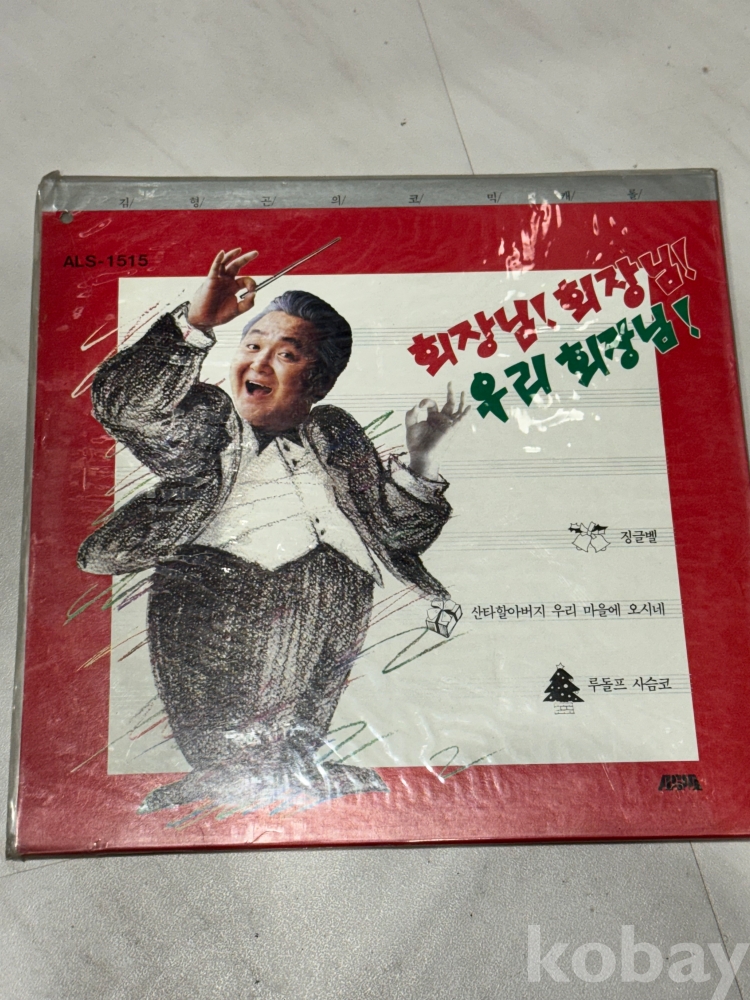 김/ 형/ 곤/ 의/ 코/ 믹/ 캐/ 롤/
ALS-1515
회장님! 회장님!
우리 회장님!
징글벨
산타할아버지 우리 마을에 오시네
루돌프 사슴코
kobay